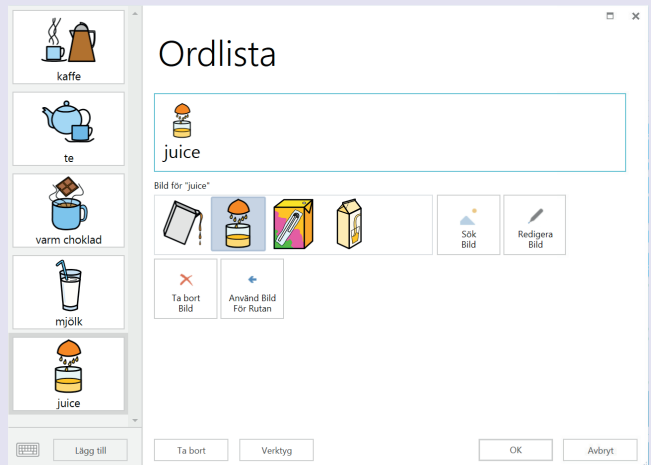 kaffe
te
varm choklad
mjölk
juice
Lägg till
Ordlista
juice
Bild för "juice"
Sök
Bild
Redigera
Bild
Ta bort
Bild
Använd Bild
För Rutan
Ta bort
Verktyg
OK
Avbryt